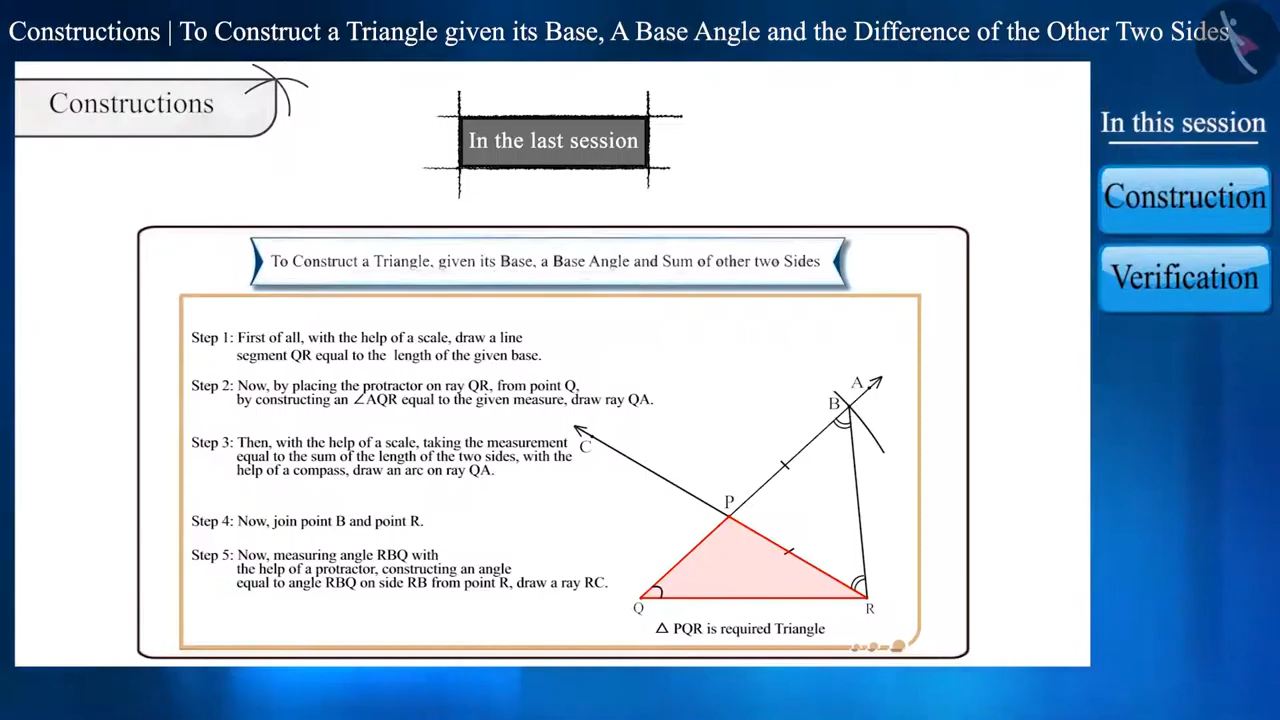 Constructions | To Construct a Triangle given its Base, A Base Angle and the Difference of the Other Two Sides
Constructions
In the last session
In this session
Construction
Verification
To Construct a Triangle, given its Base, a Base Angle and Sum of other two Sides
Step 1: First of all, with the help of a scale, draw a line
segment QR equal to the length of the given base.
Step 2: Now, by placing the protractor on ray QR, from point Q,
by constructing an ∠AQR equal to the given measure, draw ray QA.
Step 3: Then, with the help of a scale, taking the measurement
equal to the sum of the length of the two sides, with the
help of a compass, draw an arc on ray QA.
Step 4: Now, join point B and point R.
Step 5: Now, measuring angle RBQ with
the help of a protractor, constructing an angle
equal to angle RBQ on side RB from point R, draw a ray RC.
A
B
C
P
Q
R
△ PQR is required Triangle